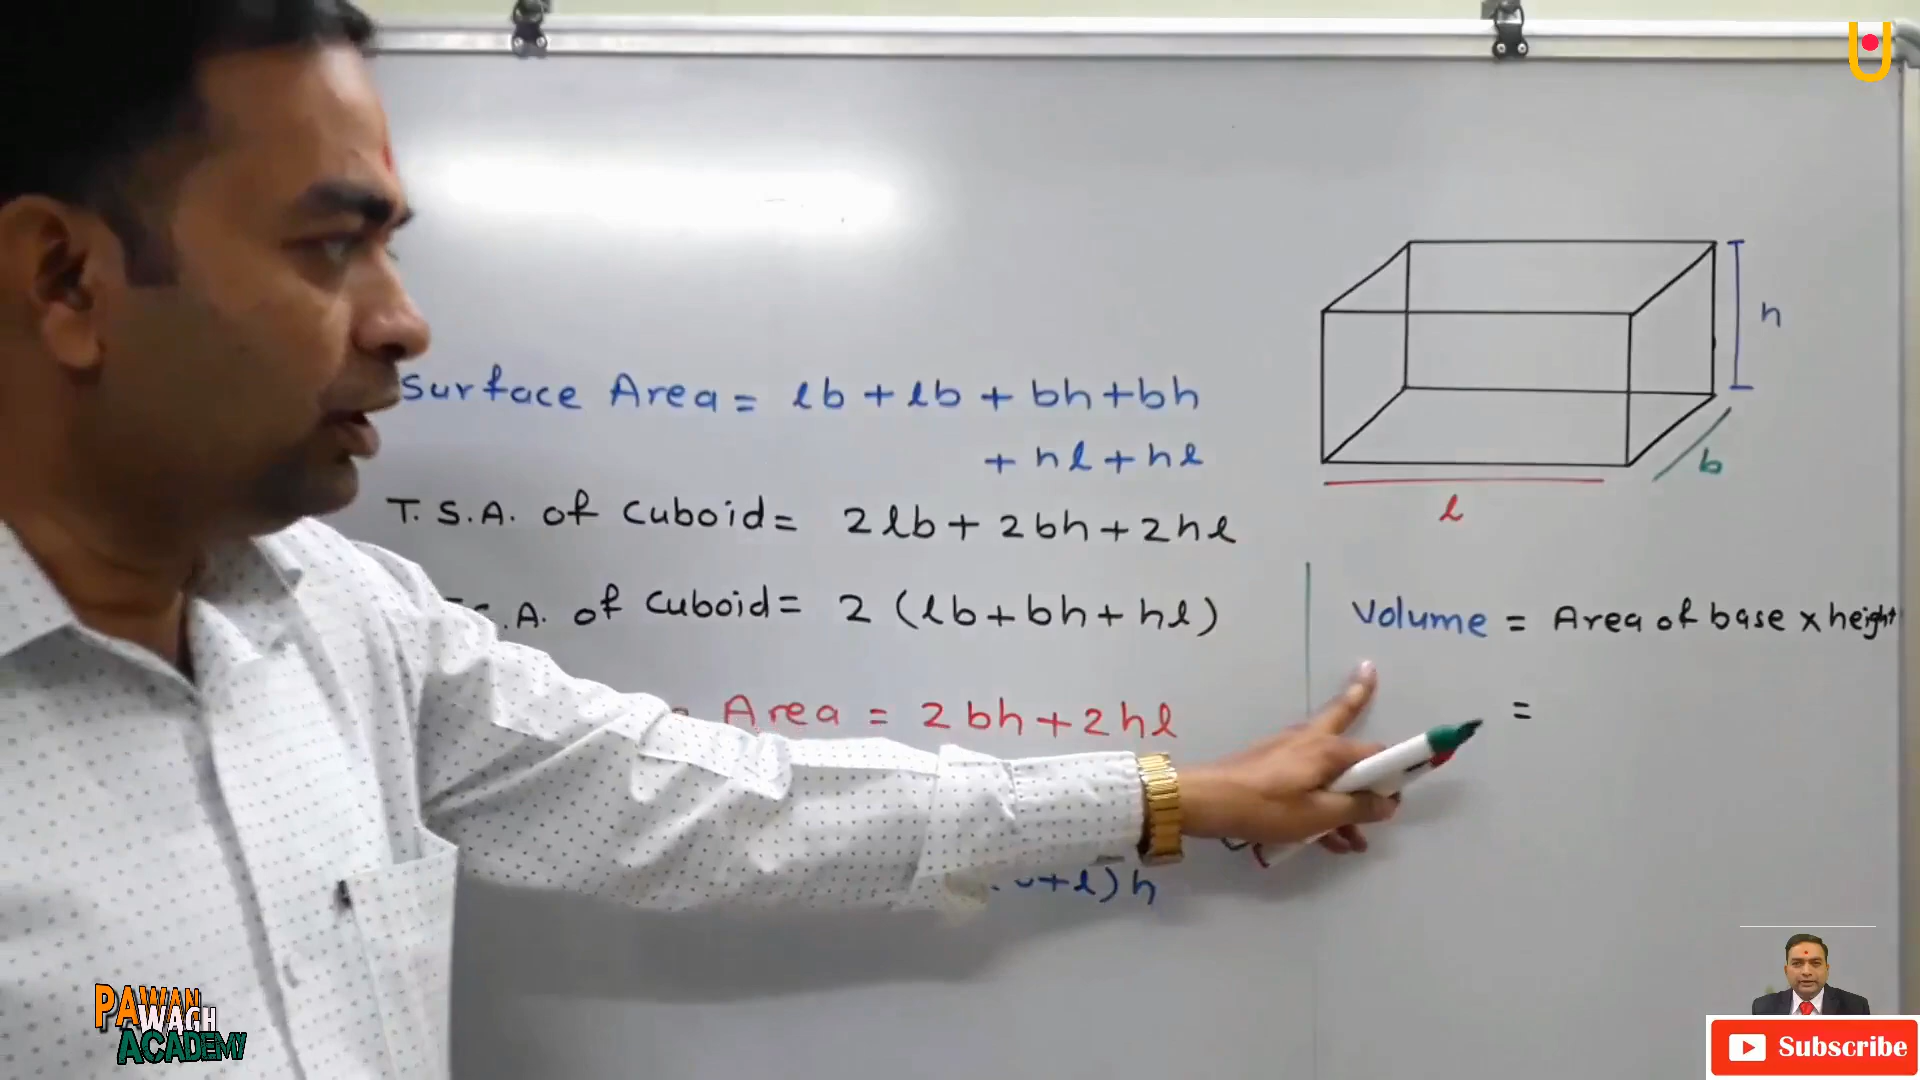 Surface Area = lb + lb + bh + bh
+ hl + hl
T.S.A. of Cuboid = 2lb + 2bh + 2hl
S.A. of Cuboid = 2 (lb + bh + hl)
Area = 2bh + 2hl
+l)h
h
b
l
Volume = Area of base x height
=
PAWAN
WAGH
ACADEMY
Subscribe